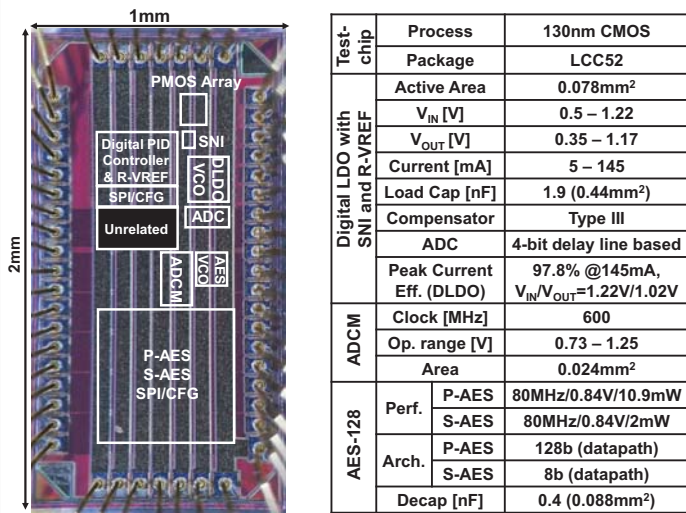 1mm
2mm
PMOS Array
SNI
Digital PID
Controller
& R-VREF
DLDO
VCO
SPI/CFG
ADC
Unrelated
ADCM
AES
VCO
P-AES
S-AES
SPI/CFG
Test-
chip
Process 130nm CMOS
Package LCC52
Digital LDO with
SNI and R-VREF
Active Area 0.078mm²
V_IN [V] 0.5 – 1.22
V_OUT [V] 0.35 – 1.17
Current [mA] 5 – 145
Load Cap [nF] 1.9 (0.44mm²)
Compensator Type III
ADC 4-bit delay line based
Peak Current 97.8% @145mA,
Eff. (DLDO) V_IN/V_OUT=1.22V/1.02V
ADCM
Clock [MHz] 600
Op. range [V] 0.73 – 1.25
Area 0.024mm²
AES-128
Perf. P-AES 80MHz/0.84V/10.9mW
S-AES 80MHz/0.84V/2mW
Arch. P-AES 128b (datapath)
S-AES 8b (datapath)
Decap [nF] 0.4 (0.088mm²)